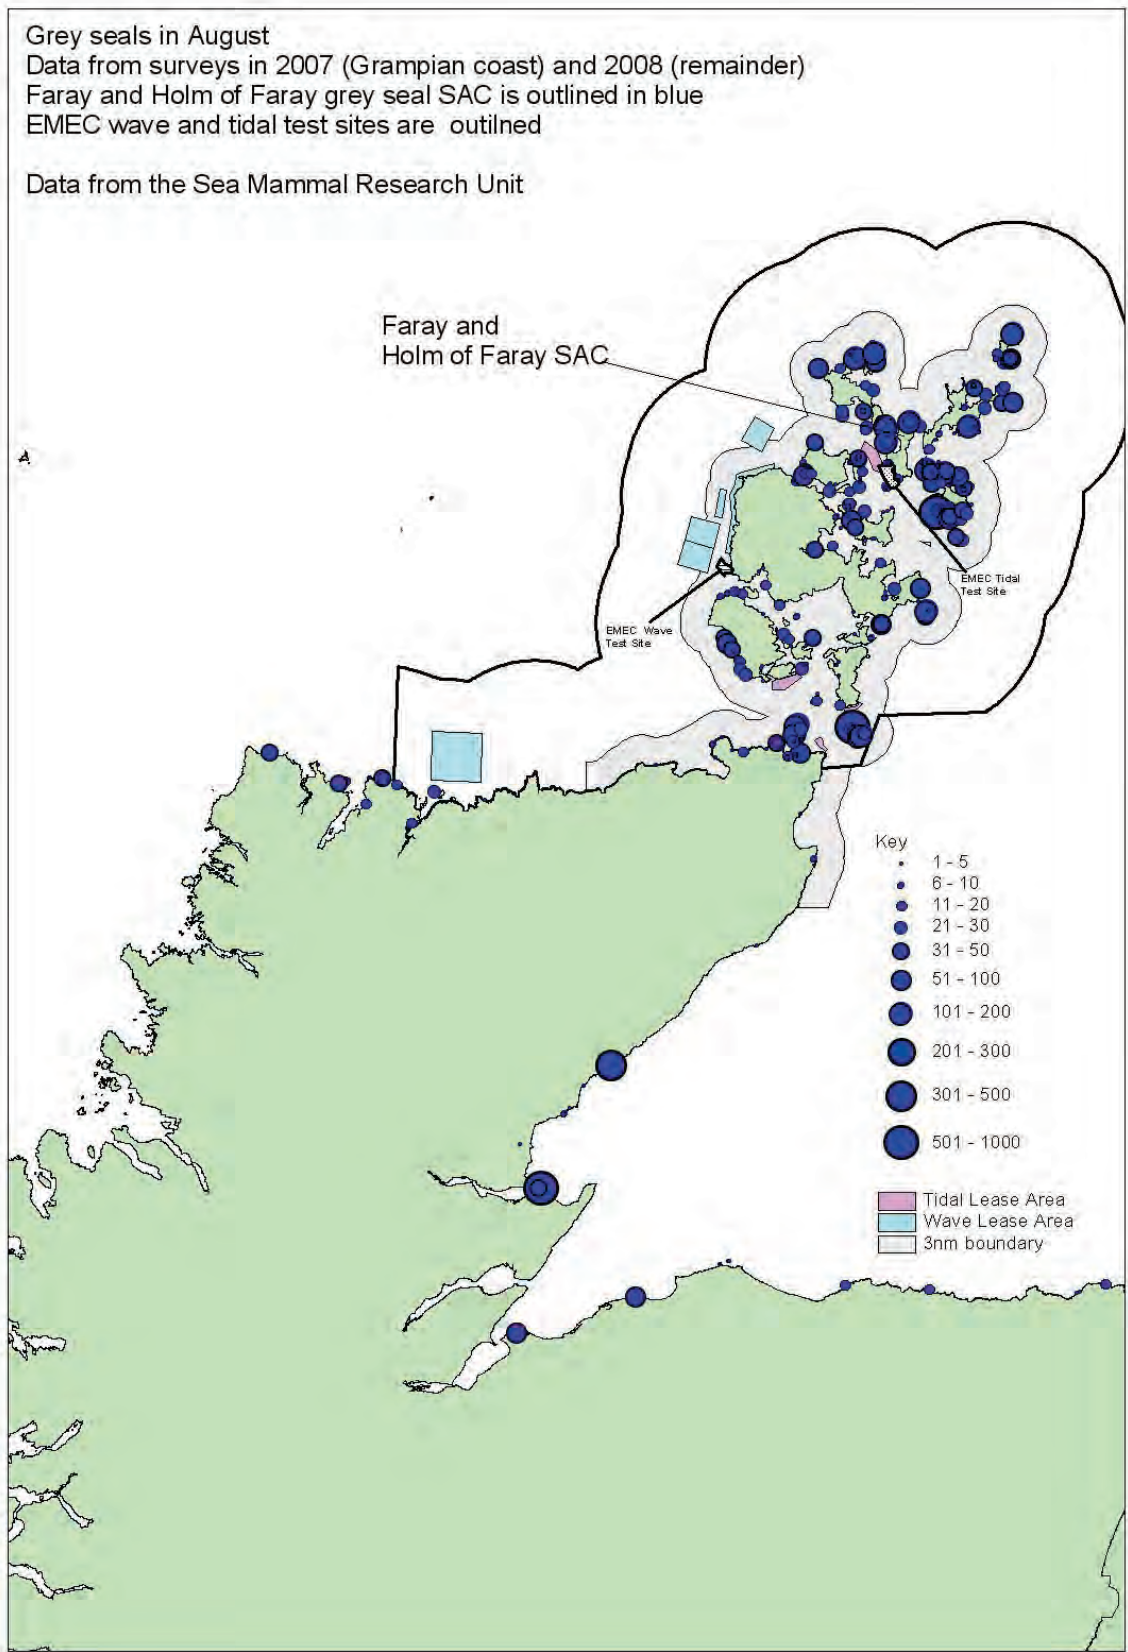 Grey seals in August
Data from surveys in 2007 (Grampian coast) and 2008 (remainder)
Faray and Holm of Faray grey seal SAC is outlined in blue
EMEC wave and tidal test sites are outilned
Data from the Sea Mammal Research Unit
Faray and
Holm of Faray SAC
EMEC Tidal
Test Site
EMEC Wave
Test Site
Key
1 - 5
6 - 10
11 - 20
21 - 30
31 - 50
51 - 100
101 - 200
201 - 300
301 - 500
501 - 1000
Tidal Lease Area
Wave Lease Area
3nm boundary